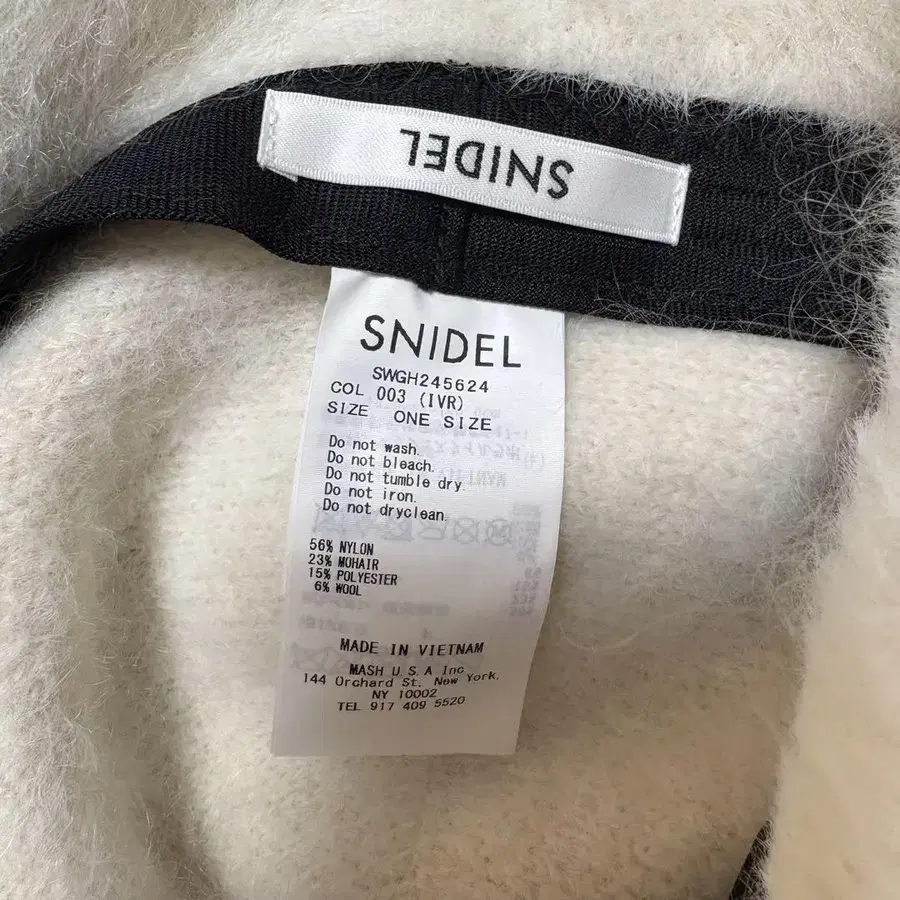 SNIDEL
SNIDEL
SWGH245624
COL 003 (IVR)
SIZE ONE SIZE
Do not wash.
Do not bleach.
Do not tumble dry.
Do not iron.
Do not dryclean.
56% NYLON
23% MOHAIR
15% POLYESTER
6% WOOL
MADE IN VIETNAM
MASH U.S.A Inc.
144 Orchard St. New York,
NY 10002
TEL 917 409 5520